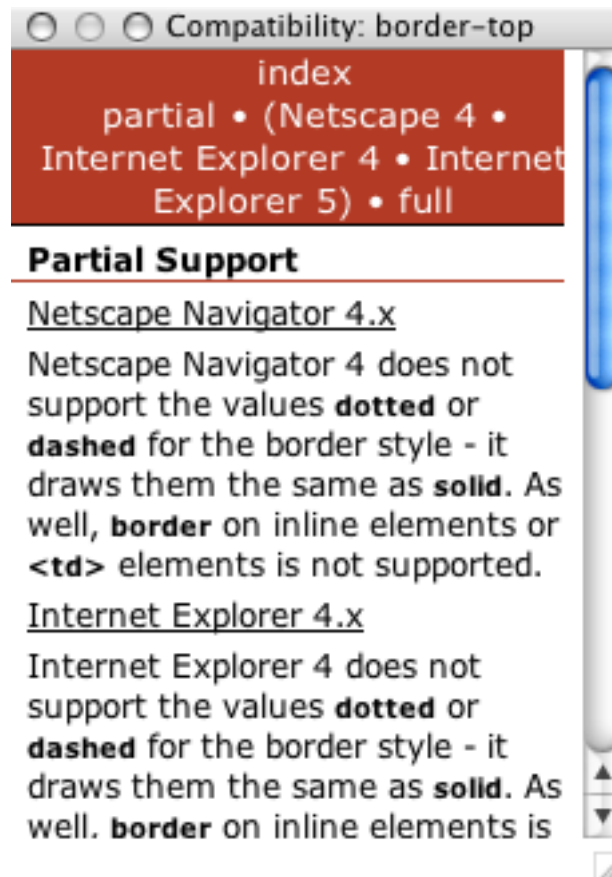 Compatibility: border-top
index
partial • (Netscape 4 •
Internet Explorer 4 • Internet
Explorer 5) • full
Partial Support
Netscape Navigator 4.x
Netscape Navigator 4 does not
support the values dotted or
dashed for the border style - it
draws them the same as solid. As
well, border on inline elements or
<td> elements is not supported.
Internet Explorer 4.x
Internet Explorer 4 does not
support the values dotted or
dashed for the border style - it
draws them the same as solid. As
well, border on inline elements is